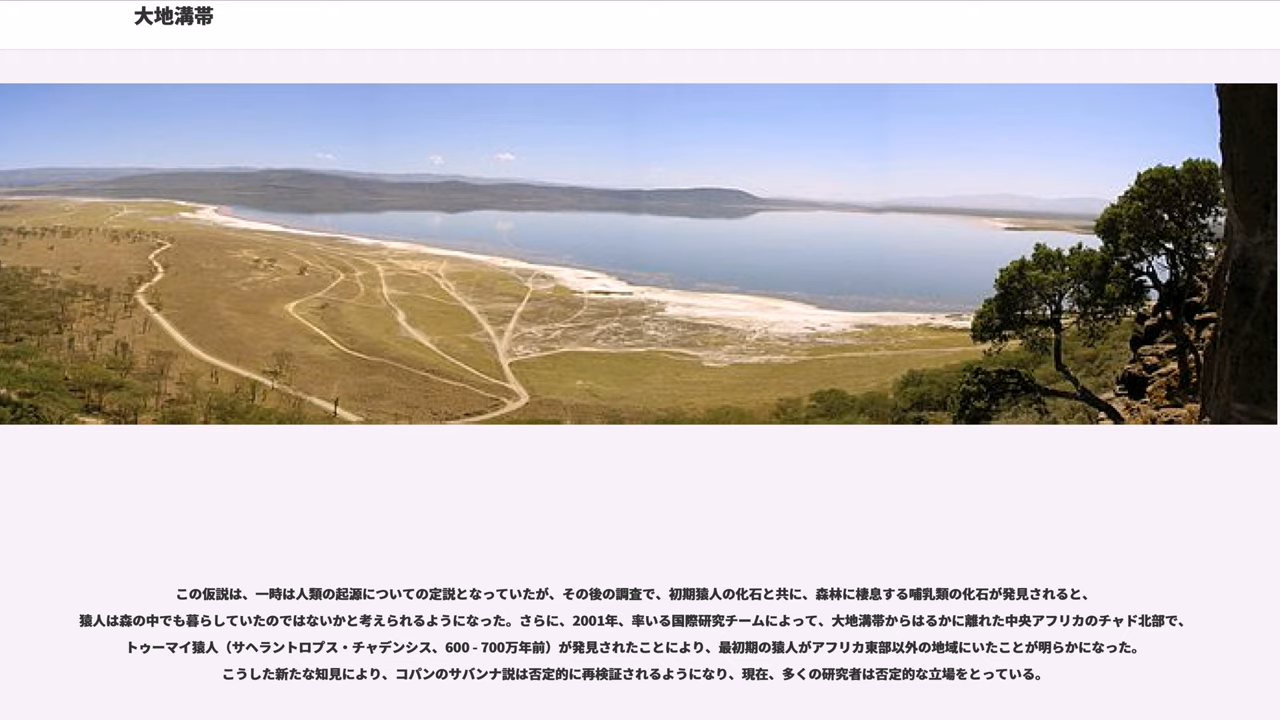 大地溝帯
この仮説は、一時は人類の起源についての定説となっていたが、その後の調査で、初期猿人の化石と共に、森林に棲息する哺乳類の化石が発見されると、
猿人は森の中でも暮らしていたのではないかと考えられるようになった。さらに、2001年、率いる国際研究チームによって、大地溝帯からはるかに離れた中央アフリカのチャド北部で、
トゥーマイ猿人（サヘラントロプス・チャデンシス、600 - 700万年前）が発見されたことにより、最初期の猿人がアフリカ東部以外の地域にいたことが明らかになった。
こうした新たな知見により、コパンのサバンナ説は否定的に再検証されるようになり、現在、多くの研究者は否定的な立場をとっている。